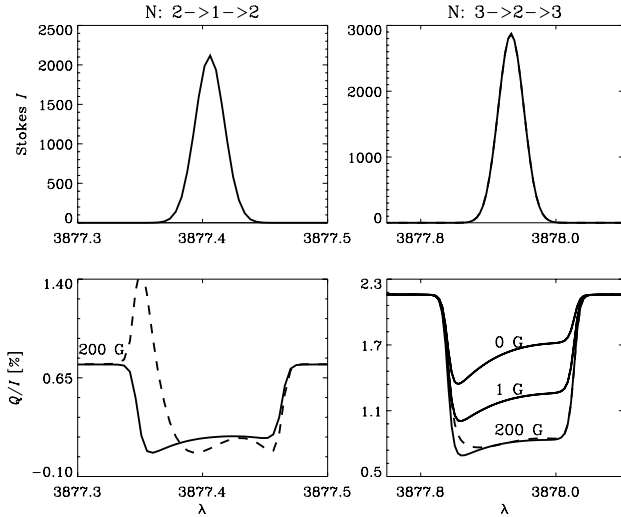 N: 2->1->2
N: 3->2->3
Stokes I
2500
2000
1500
1000
500
0
3877.3
3877.4
3877.5
3000
2000
1000
0
3877.8
3878.0
Q/I [%]
1.40
0.65
-0.10
200 G
3877.3
3877.4
3877.5
λ
2.3
1.7
1.1
0.5
0 G
1 G
200 G
3877.8
3878.0
λ